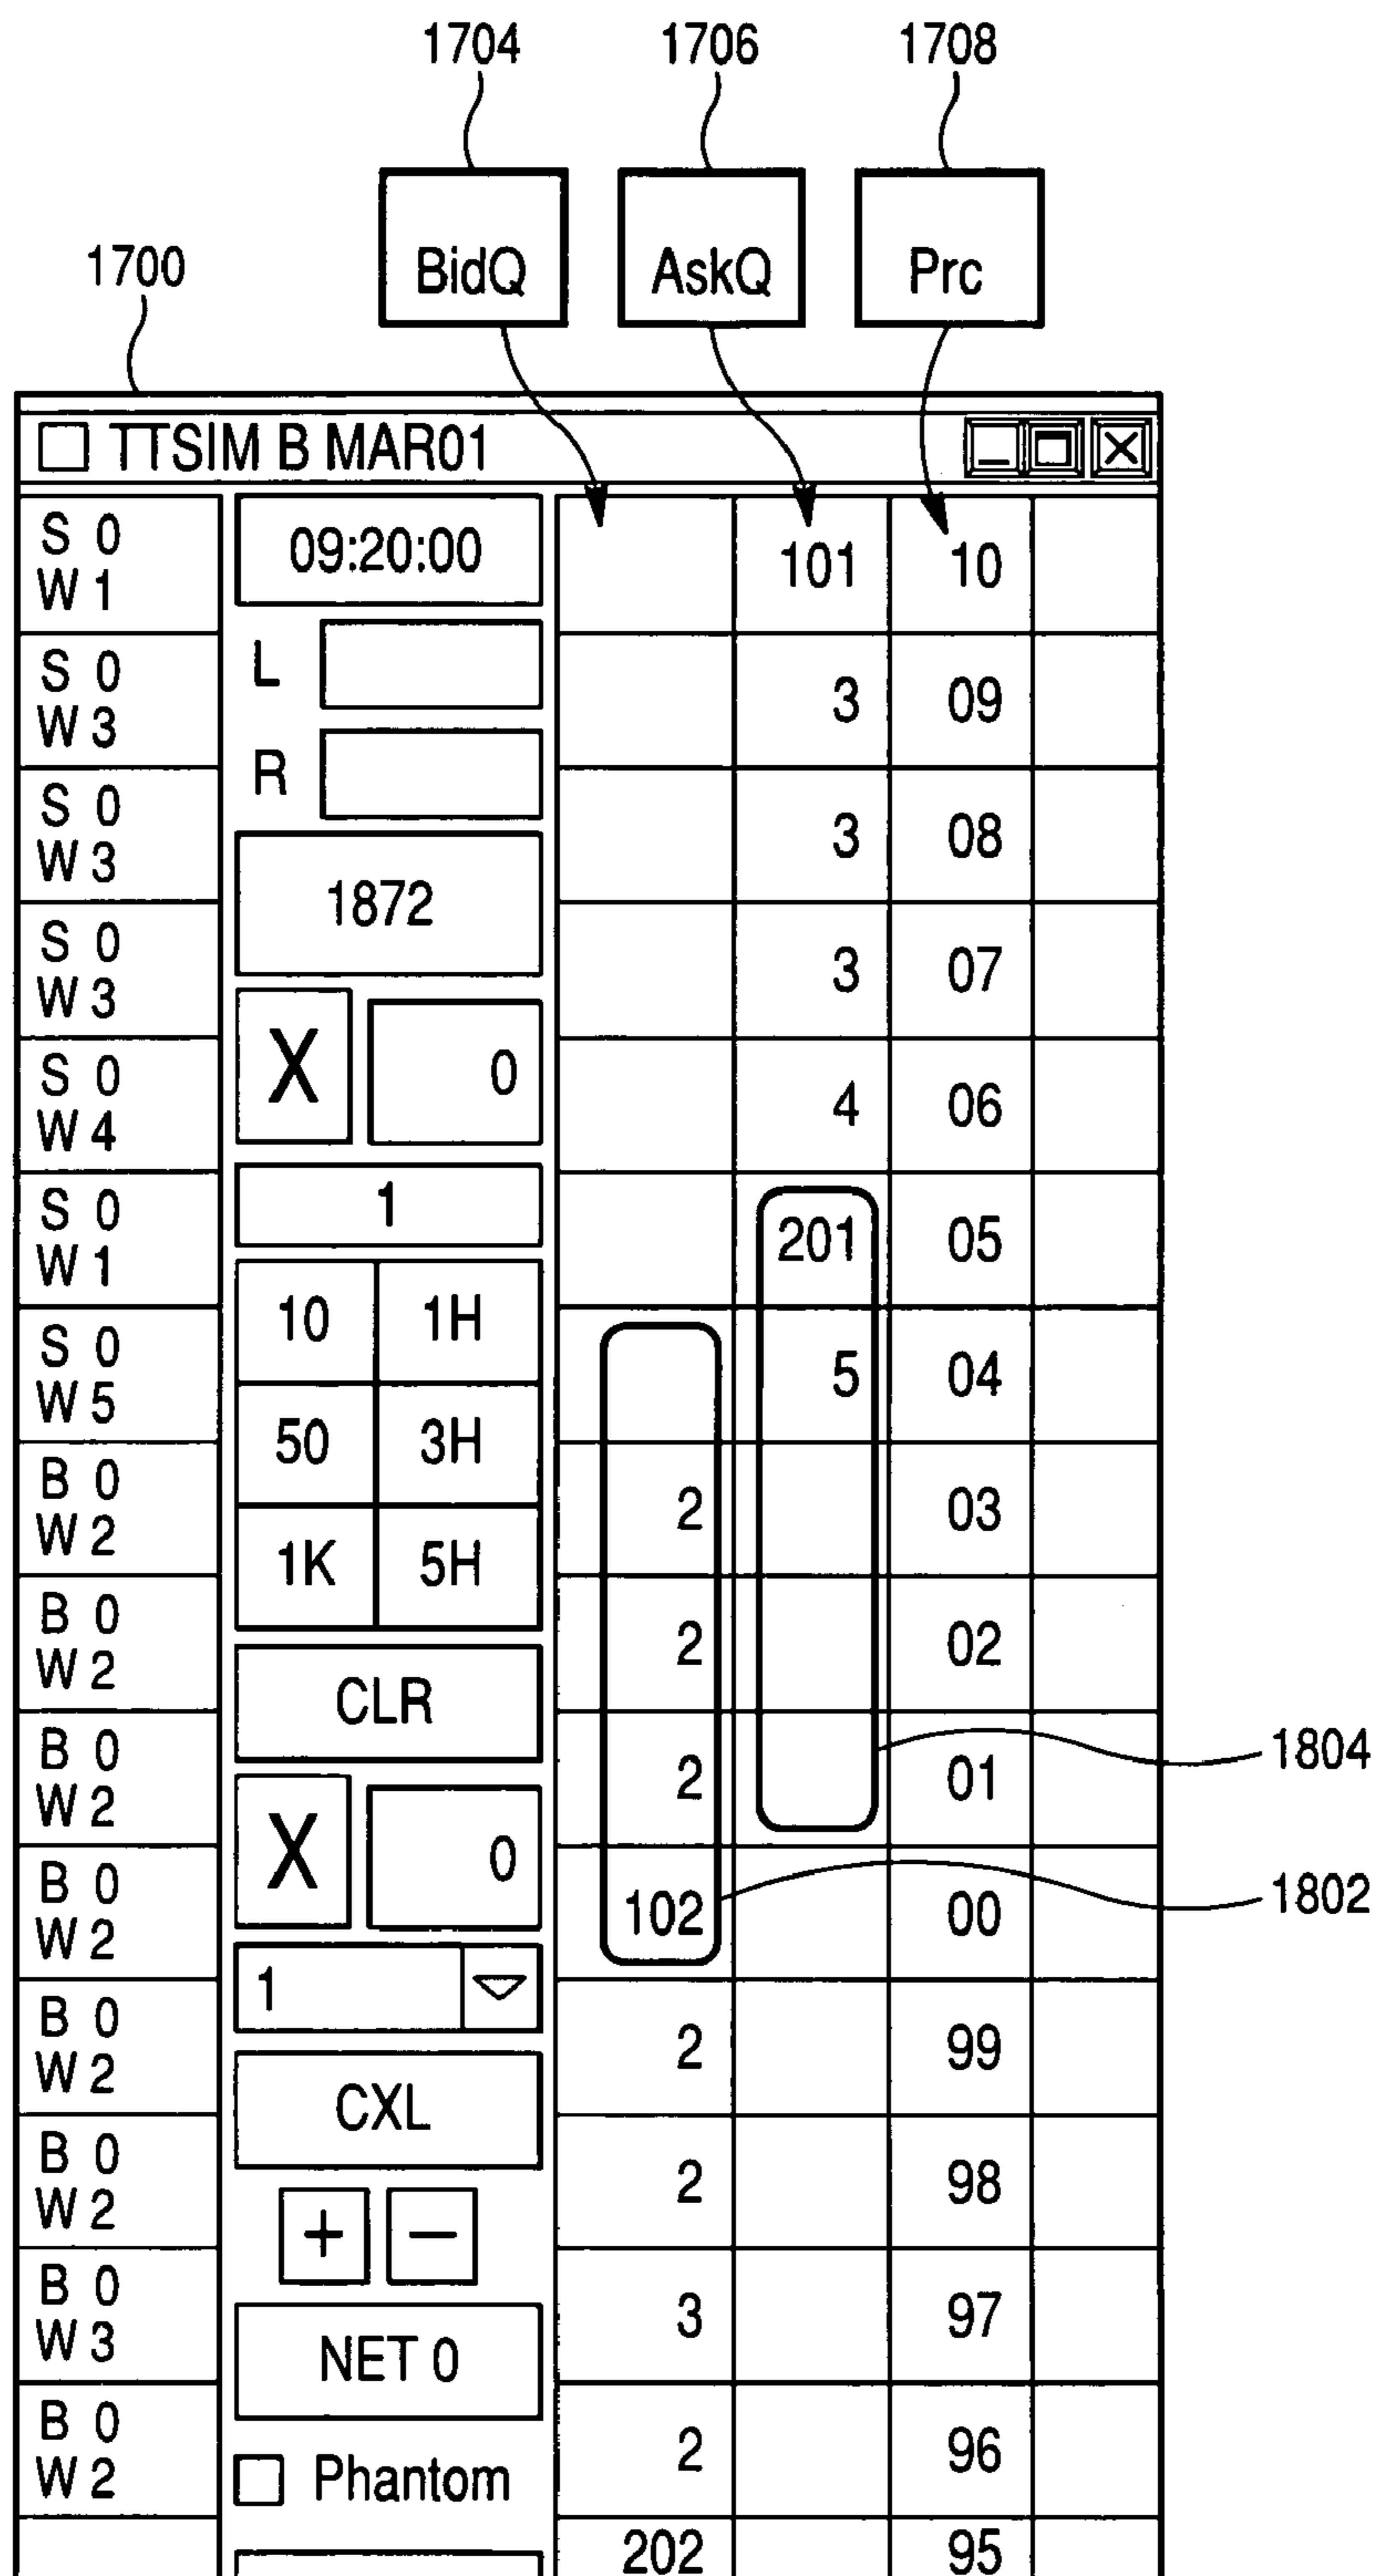 1704 1706 1708
BidQ AskQ Prc
1700
TTSIM B MAR01
S 0
W 1
09:20:00
101 10
S 0
W 3
L
3 09
R
S 0
W 3
3 08
1872
S 0
W 3
3 07
X 0
S 0
W 4
4 06
1
S 0
W 1
201 05
10 1H
S 0
W 5
5 04
50 3H
B 0
W 2
2 03
1K 5H
B 0
W 2
2 02
CLR
B 0
W 2
2 01
1804
X 0
B 0
W 2
102 00
1802
1
B 0
W 2
2 99
CXL
B 0
W 2
2 98
+ −
B 0
W 3
3 97
NET 0
B 0
W 2
2 96
Phantom
202 95